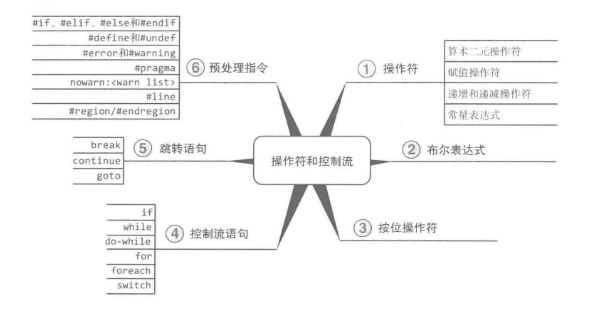 操作符和控制流
① 操作符
算术二元操作符
赋值操作符
递增和递减操作符
常量表达式
② 布尔表达式
③ 按位操作符
④ 控制流语句
if
while
do-while
for
foreach
switch
⑤ 跳转语句
break
continue
goto
⑥ 预处理指令
#if、#elif、#else和#endif
#define和#undef
#error和#warning
#pragma
nowarn:<warn list>
#line
#region/#endregion